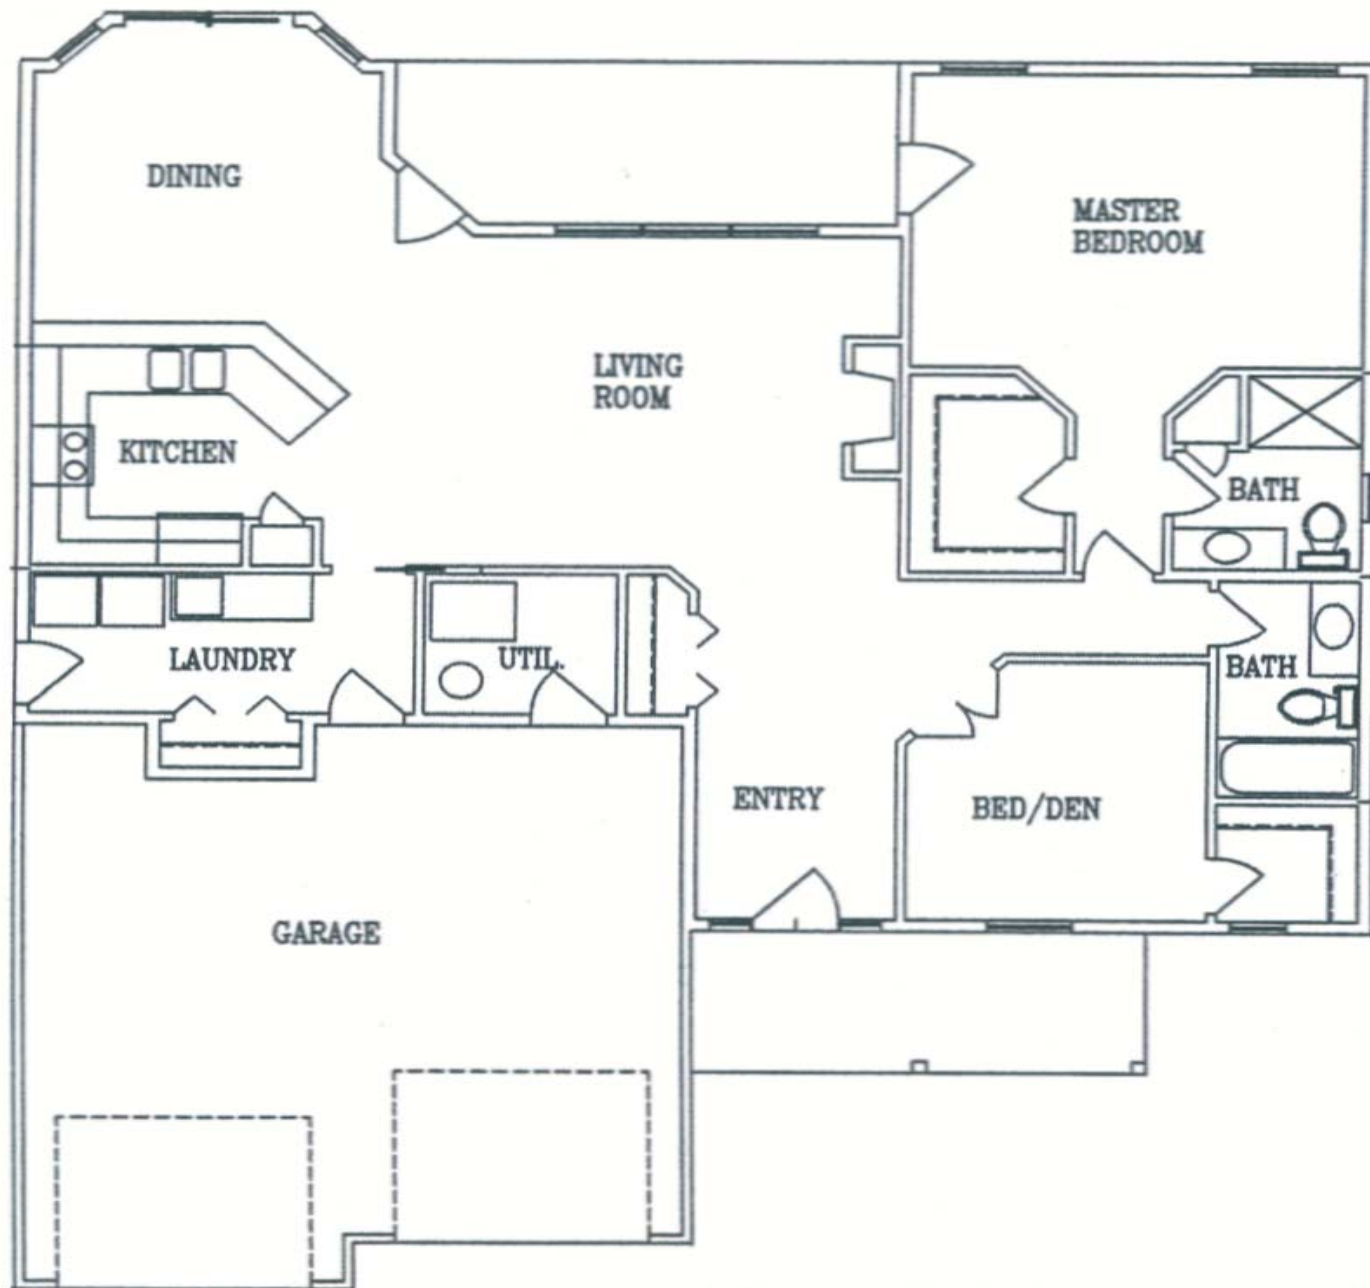 DINING
MASTER
BEDROOM
LIVING
ROOM
KITCHEN
BATH
LAUNDRY
UTIL.
BATH
ENTRY
BED/DEN
GARAGE